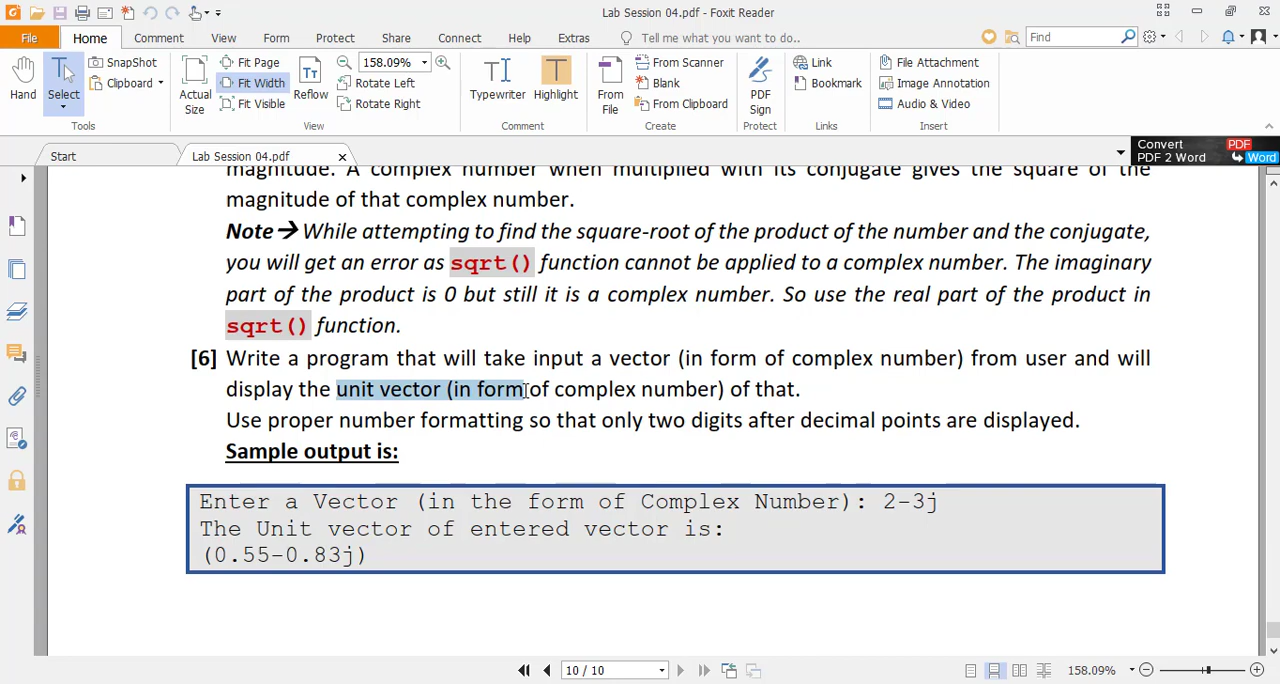 Lab Session 04.pdf - Foxit Reader
File Home Comment View Form Protect Share Connect Help Extras Tell me what you want to do.. Find
Hand
Select
SnapShot
Clipboard
Tools
Actual Size
Fit Page
Fit Width
Fit Visible
Reflow
158.09%
Rotate Left
Rotate Right
View
Typewriter
Highlight
Comment
From File
From Scanner
Blank
From Clipboard
Create
PDF Sign
Protect
Link
Bookmark
Links
File Attachment
Image Annotation
Audio & Video
Insert
Start
Lab Session 04.pdf
Convert PDF
PDF 2 Word Word
magnitude. A complex number when multiplied with its conjugate gives the square of the
magnitude of that complex number.
Note→ While attempting to find the square-root of the product of the number and the conjugate,
you will get an error as sqrt() function cannot be applied to a complex number. The imaginary
part of the product is 0 but still it is a complex number. So use the real part of the product in
sqrt() function.
[6] Write a program that will take input a vector (in form of complex number) from user and will
display the unit vector (in form of complex number) of that.
Use proper number formatting so that only two digits after decimal points are displayed.
Sample output is:
Enter a Vector (in the form of Complex Number): 2-3j
The Unit vector of entered vector is:
(0.55-0.83j)
10 / 10
158.09%